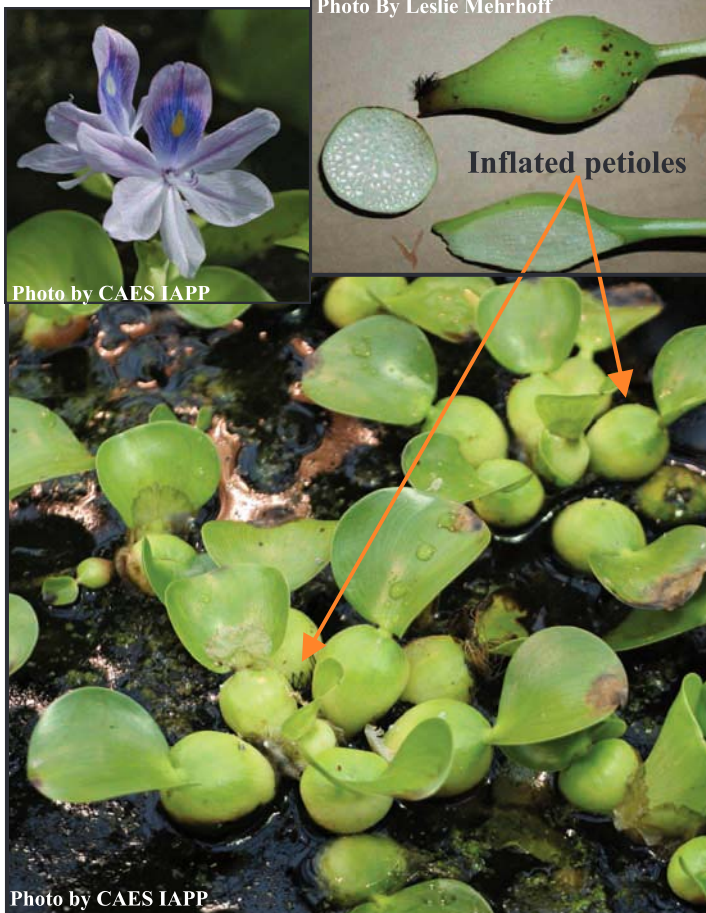 Photo By Leslie Mehrhoff
Inflated petioles
Photo by CAES IAPP
Photo by CAES IAPP